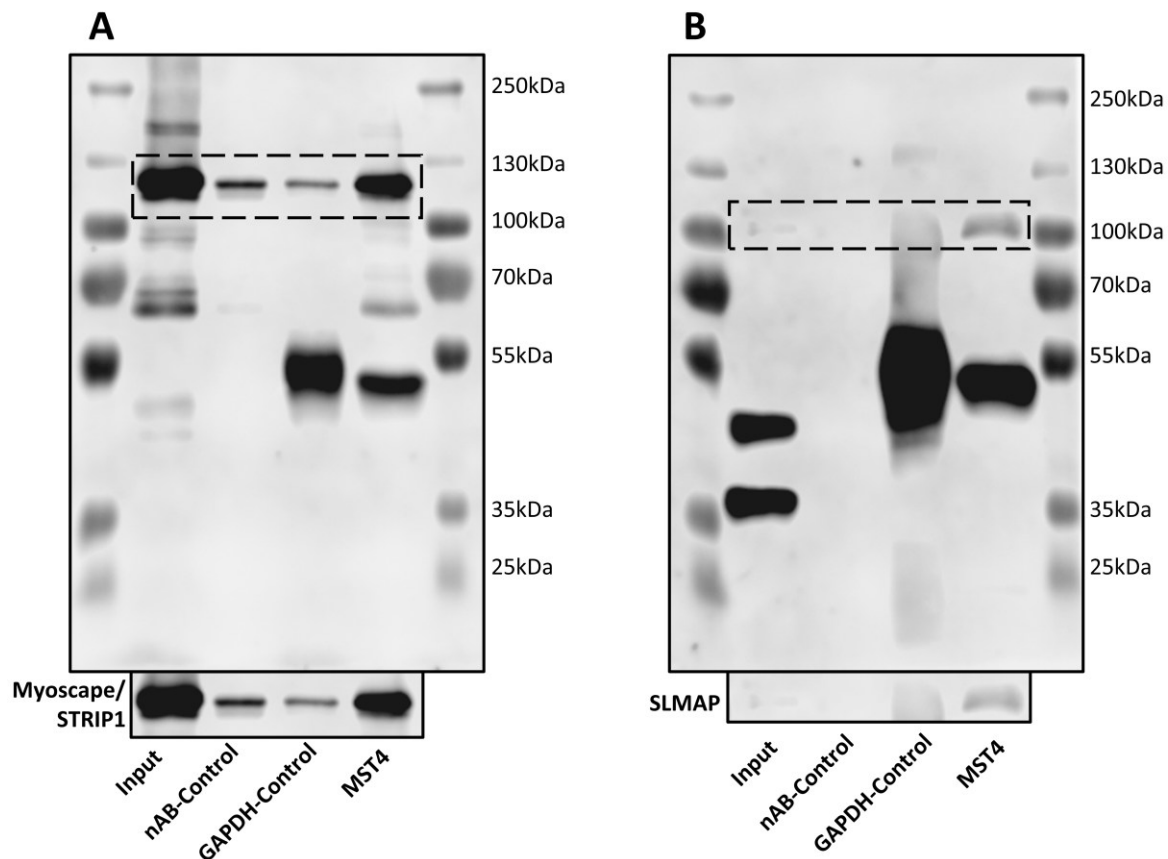 A
250kDa
130kDa
100kDa
70kDa
55kDa
35kDa
25kDa
Myoscape/
STRIP1
Input
nAB-Control
GAPDH-Control
MST4
B
250kDa
130kDa
100kDa
70kDa
55kDa
35kDa
25kDa
SLMAP
Input
nAB-Control
GAPDH-Control
MST4